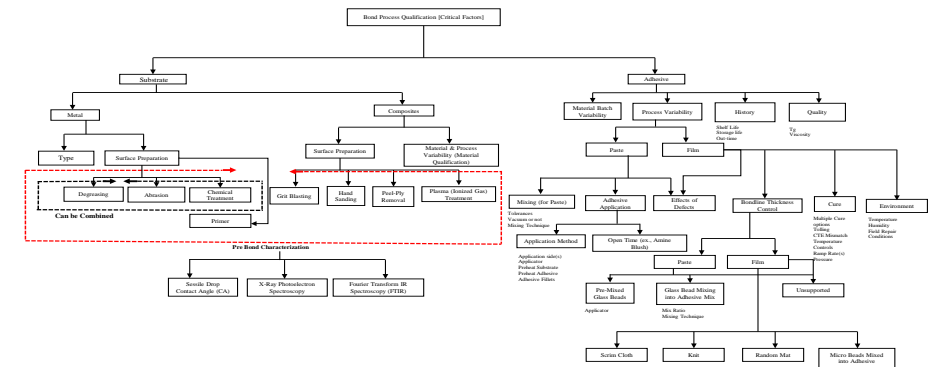 Bond Process Qualification [Critical Factors]
Substrate
Adhesive
Metal
Composites
Material Batch
Variability
Process Variability
History
Quality
Shelf Life
Storage life
Out-time
Tg
Viscosity
Type
Surface Preparation
Surface Preparation
Material & Process
Variability (Material
Qualification)
Paste
Film
Degreasing
Abrasion
Chemical
Treatment
Can be Combined
Primer
Grit Blasting
Hand
Sanding
Peel-Ply
Removal
Plasma (Ionized Gas)
Treatment
Mixing (for Paste)
Tolerances
Vacuum or not
Mixing Technique
Adhesive
Application
Effects of
Defects
Bondline Thickness
Control
Cure
Multiple Cure
options
Tolling
CTE Mismatch
Temperature
Controls
Ramp Rate(s)
Pressure
Environment
Temperature
Humidity
Field Repair
Conditions
Application Method
Application side(s)
Applicator
Preheat Substrate
Preheat Adhesive
Adhesive Fillets
Open Time (ex., Amine
Blush)
Paste
Film
Pre Bond Characterization
Sessile Drop
Contact Angle (CA)
X-Ray Photoelectron
Spectroscopy
Fourier Transform IR
Spectroscopy (FTIR)
Pre-Mixed
Glass Beads
Applicator
Glass Bead Mixing
into Adhesive Mix
Mix Ratio
Mixing Technique
Unsupported
Scrim Cloth
Knit
Random Mat
Micro Beads Mixed
into Adhesive